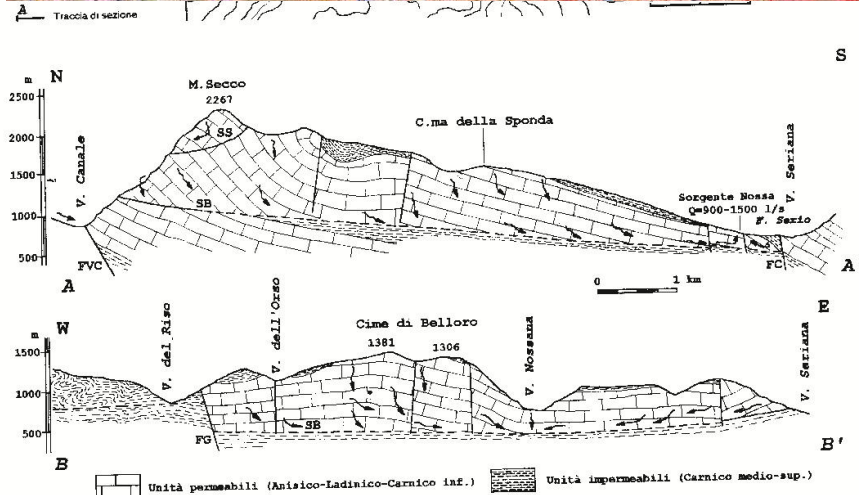 A
Traccia di sezione
N
S
m
M.Secco
2267
2500
2000
1500
1000
500
C.ma della Sponda
V. Canale
V. Seriana
SS
SB
Sorgente Nossa
Q=900-1500 l/s
F. Serio
FVC
FC
A
A
0 1 km
W
E
m
V. del Riso
V. dell'Orso
Cime di Belloro
1381 1306
V. Nossana
V. Seriana
1500
1000
500
SB
FG
B
B'
Unità permeabili (Anisico-Ladinico-Carnico inf.)
Unità impermeabili (Carnico medio-sup.)